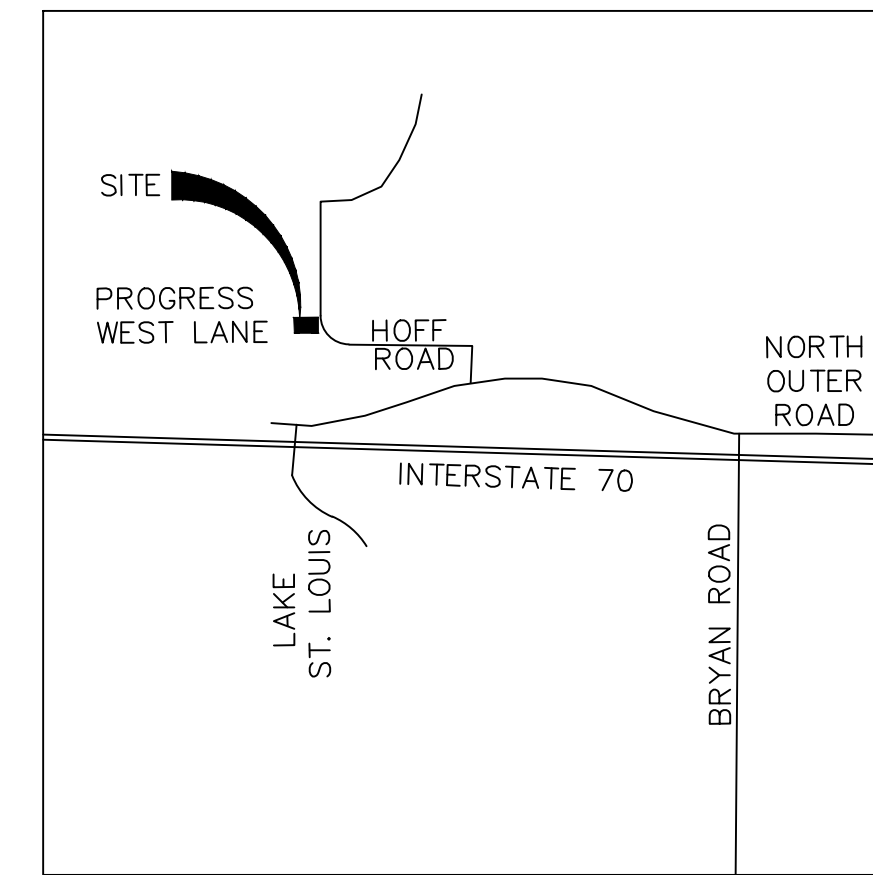 SITE
PROGRESS
WEST LANE
HOFF
ROAD
NORTH
OUTER
ROAD
INTERSTATE 70
LAKE
ST. LOUIS
BRYAN ROAD